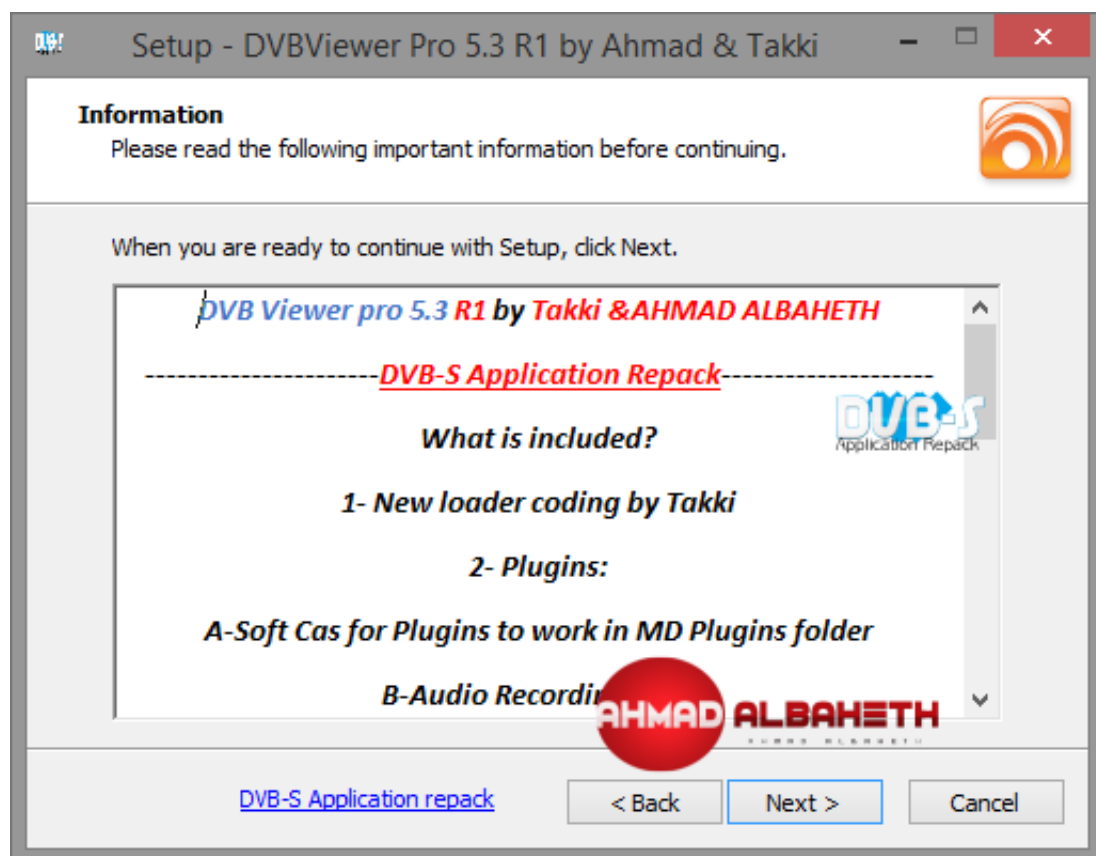 Setup - DVBViewer Pro 5.3 R1 by Ahmad & Takki
Information
Please read the following important information before continuing.
When you are ready to continue with Setup, click Next.
DVB Viewer pro 5.3 R1 by Takki &AHMAD ALBAHETH
----------------------DVB-S Application Repack--------------------
DVB-S
Application Repack
What is included?
1- New loader coding by Takki
2- Plugins:
A-Soft Cas for Plugins to work in MD Plugins folder
B-Audio
AHMAD ALBAHETH
DVB-S Application repack
< Back
Next >
Cancel